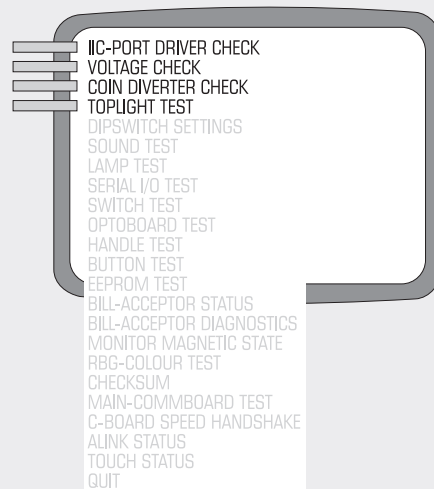 IIC-PORT DRIVER CHECK
VOLTAGE CHECK
COIN DIVERTER CHECK
TOPLIGHT TEST
DIPSWITCH SETTINGS
SOUND TEST
LAMP TEST
SERIAL I/O TEST
SWITCH TEST
OPTOBOARD TEST
HANDLE TEST
BUTTON TEST
EEPROM TEST
BILL-ACCEPTOR STATUS
BILL-ACCEPTOR DIAGNOSTICS
MONITOR MAGNETIC STATE
RBG-COLOUR TEST
CHECKSUM
MAIN-COMMBOARD TEST
C-BOARD SPEED HANDSHAKE
ALINK STATUS
TOUCH STATUS
QUIT